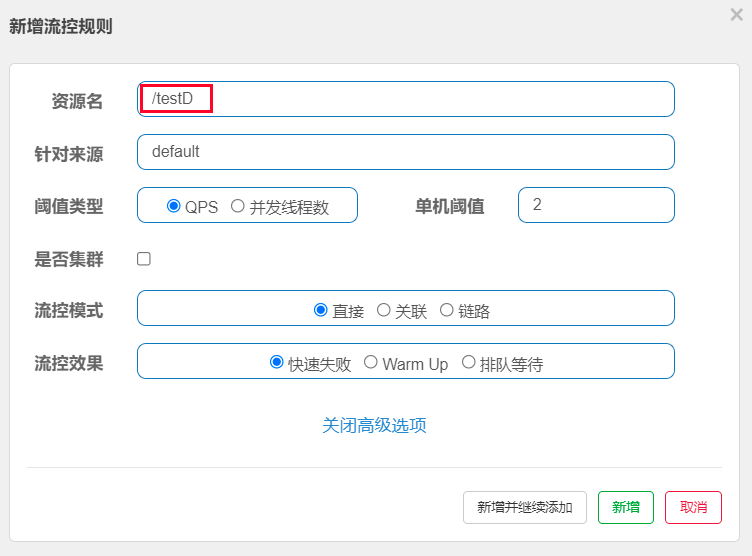 新增流控规则
资源名 /testD
针对来源 default
阈值类型 QPS 并发线程数 单机阈值 2
是否集群
流控模式 直接 关联 链路
流控效果 快速失败 Warm Up 排队等待
关闭高级选项
新增并继续添加 新增 取消